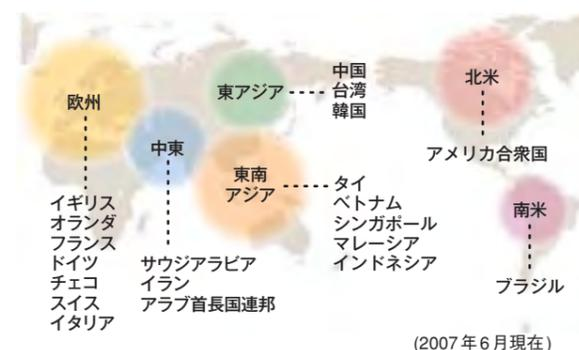 欧州
イギリス
オランダ
フランス
ドイツ
チェコ
スイス
イタリア
中東
サウジアラビア
イラン
アラブ首長国連邦
東アジア
中国
台湾
韓国
東南
アジア
タイ
ベトナム
シンガポール
マレーシア
インドネシア
北米
アメリカ合衆国
南米
ブラジル
(2007年6月現在)